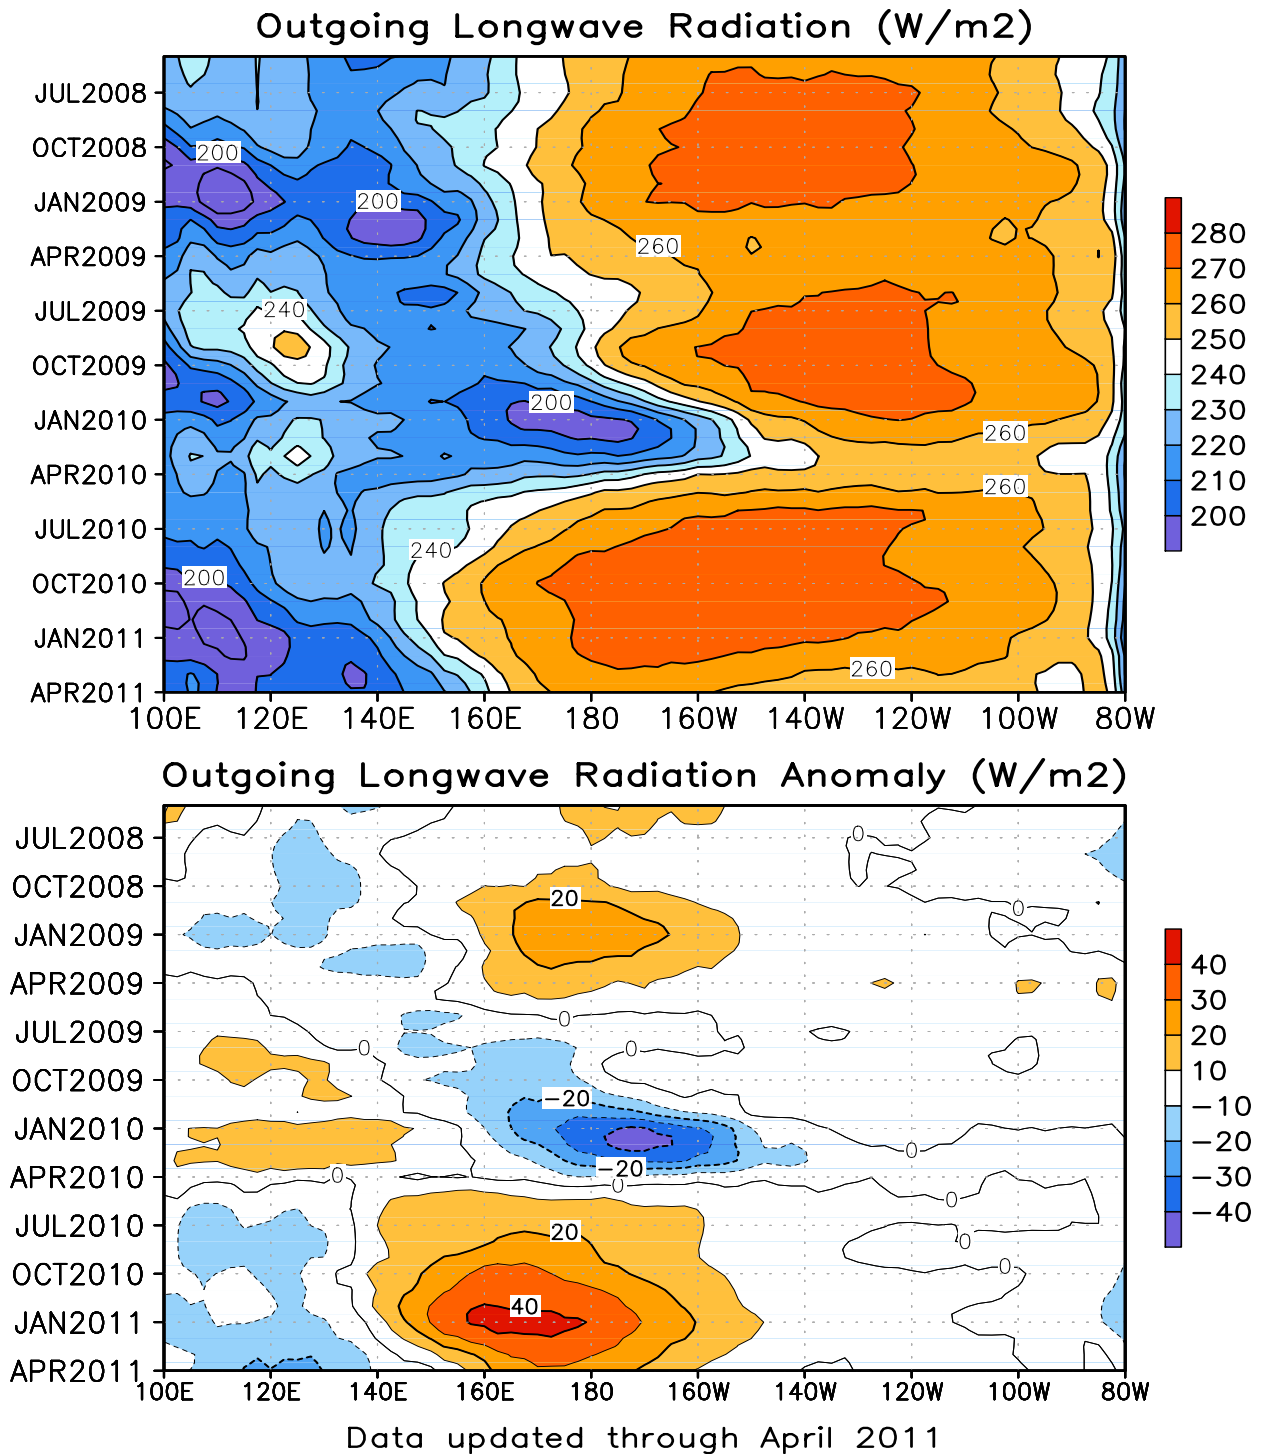 Outgoing Longwave Radiation (W/m2)
JUL2008
OCT2008
JAN2009
APR2009
JUL2009
OCT2009
JAN2010
APR2010
JUL2010
OCT2010
JAN2011
APR2011
200
200
260
240
200
260
260
240
200
260
100E 120E 140E 160E 180 160W 140W 120W 100W 80W
280
270
260
250
240
230
220
210
200
Outgoing Longwave Radiation Anomaly (W/m2)
JUL2008
OCT2008
JAN2009
APR2009
JUL2009
OCT2009
JAN2010
APR2010
JUL2010
OCT2010
JAN2011
APR2011
0
20
0
0
0
0
-20
0
-20
0
0
0
20
0
0
40
100E 120E 140E 160E 180 160W 140W 120W 100W 80W
40
30
20
10
-10
-20
-30
-40
Data updated through April 2011